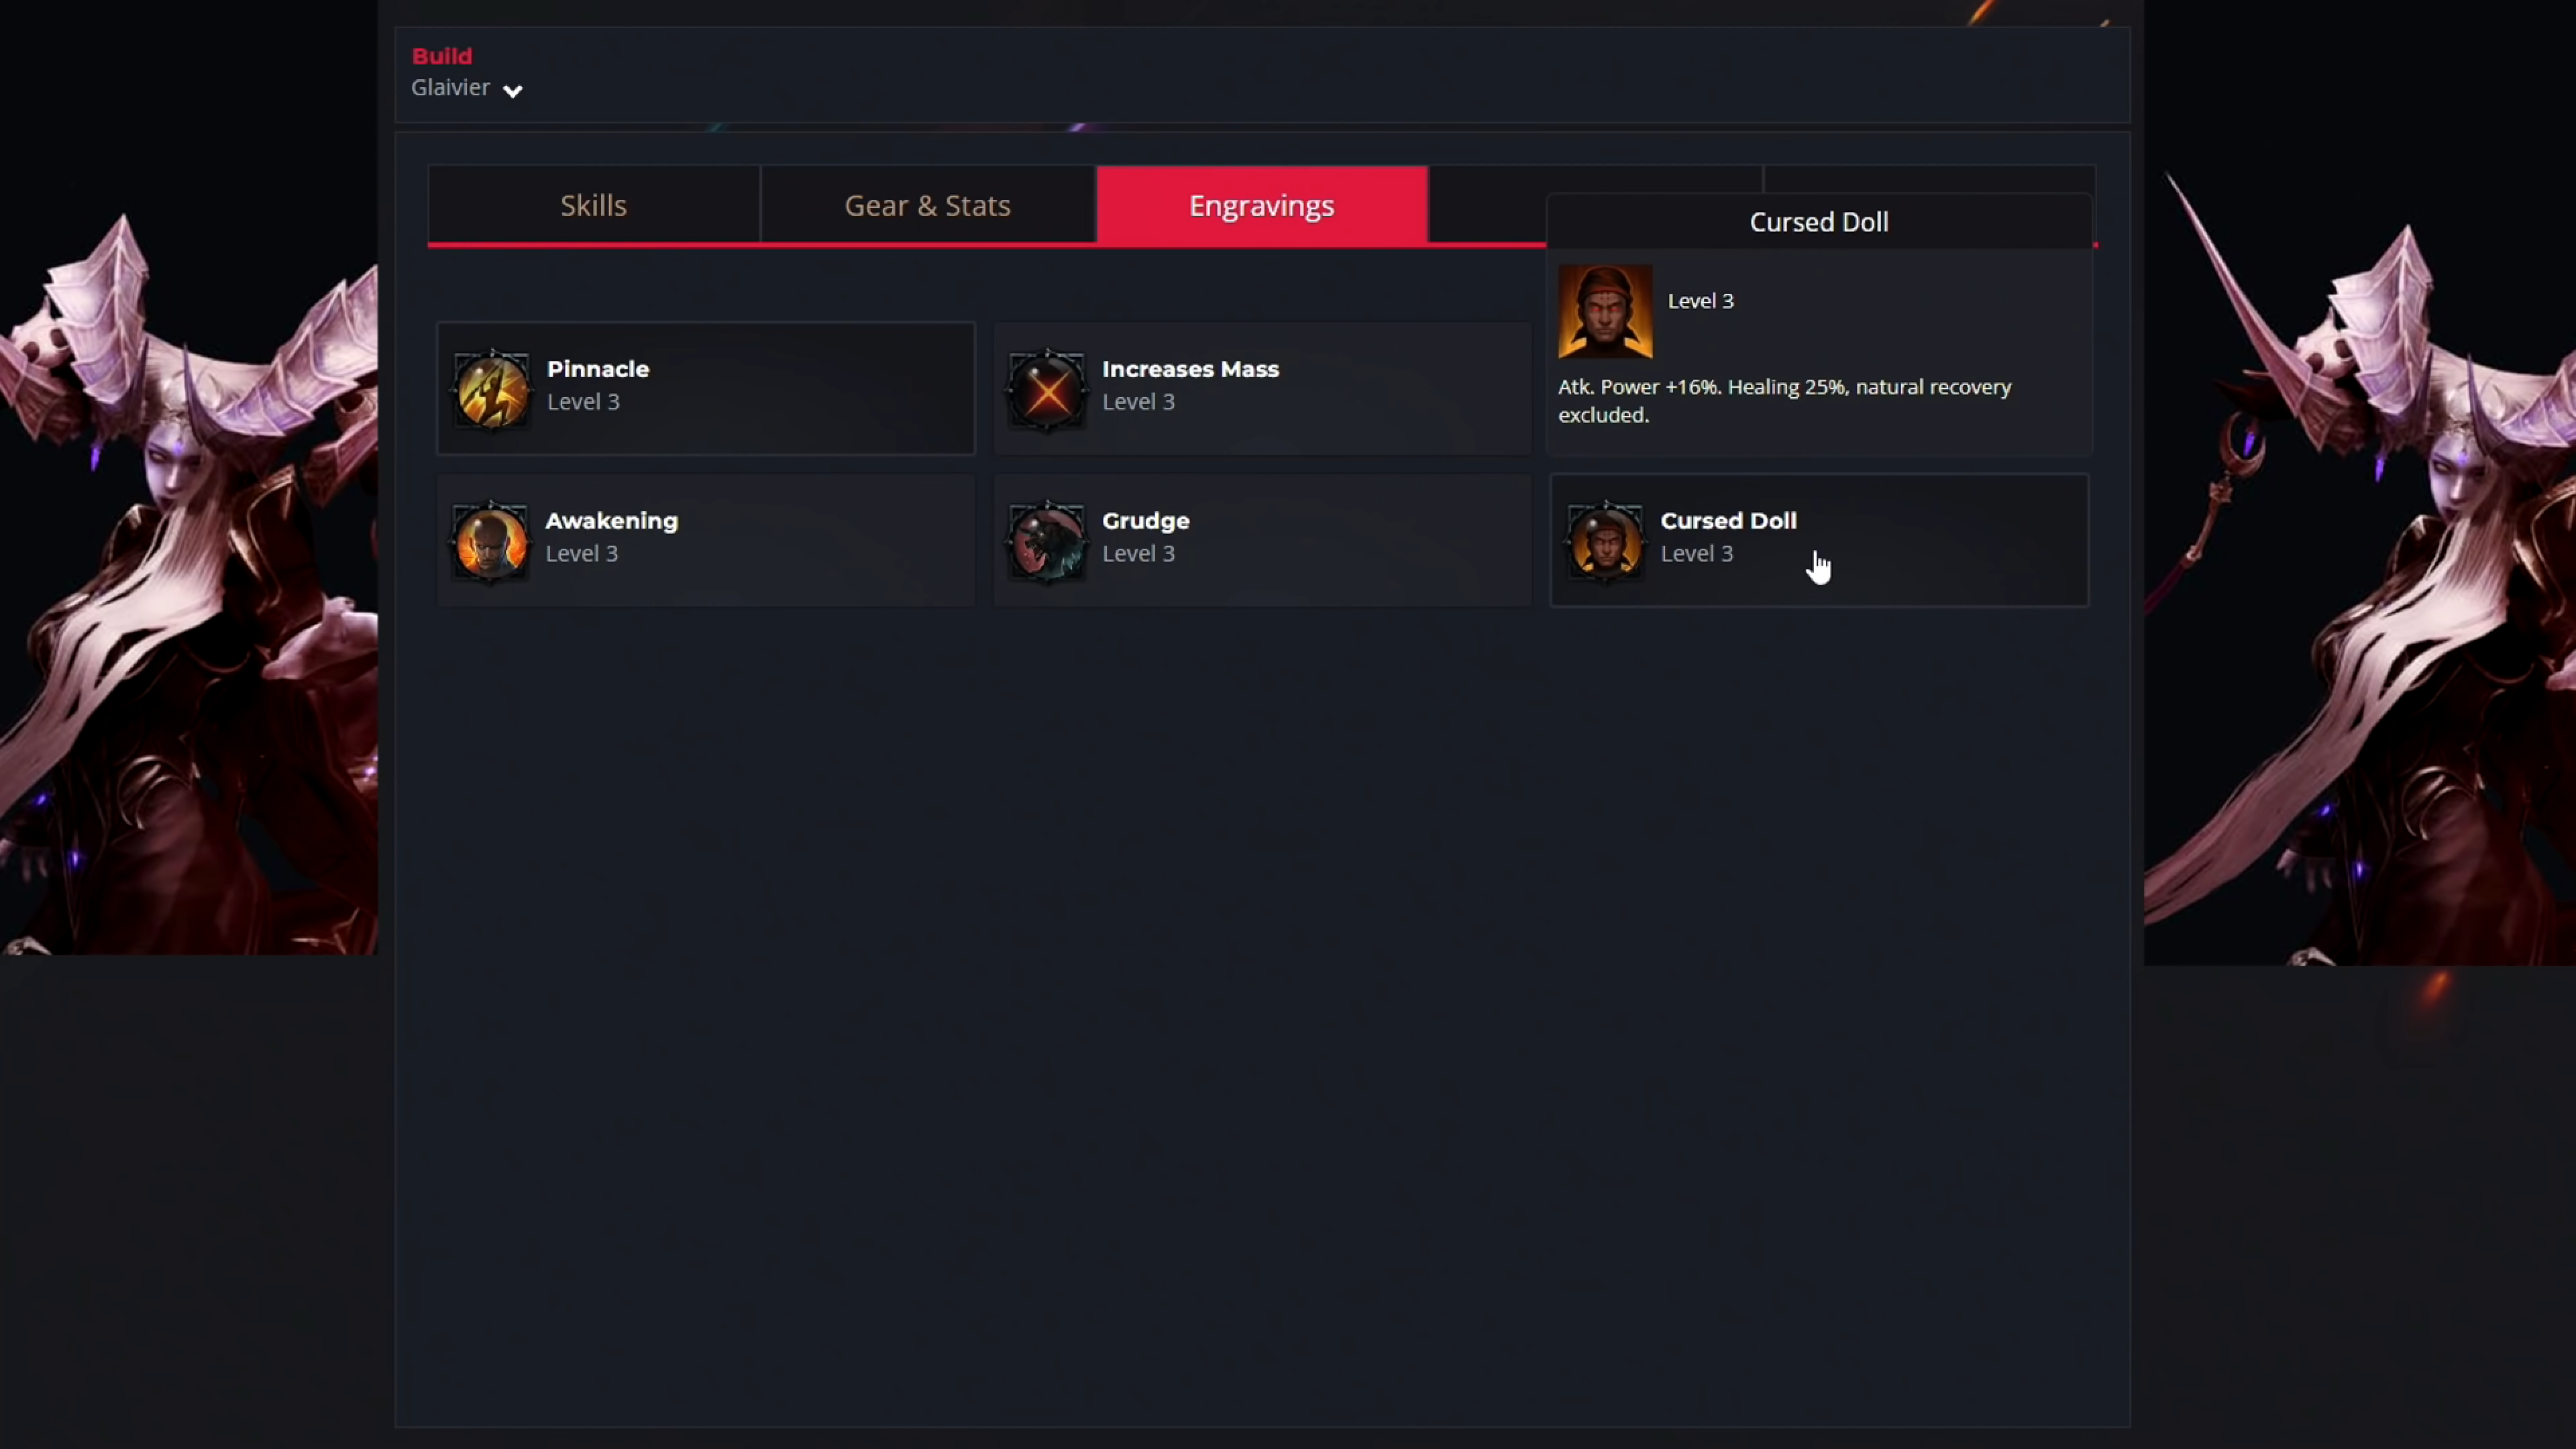 Build
Glaivier
Skills
Gear & Stats
Engravings
Cursed Doll
Level 3
Atk. Power +16%. Healing 25%, natural recovery
excluded.
Pinnacle
Level 3
Increases Mass
Level 3
Awakening
Level 3
Grudge
Level 3
Cursed Doll
Level 3